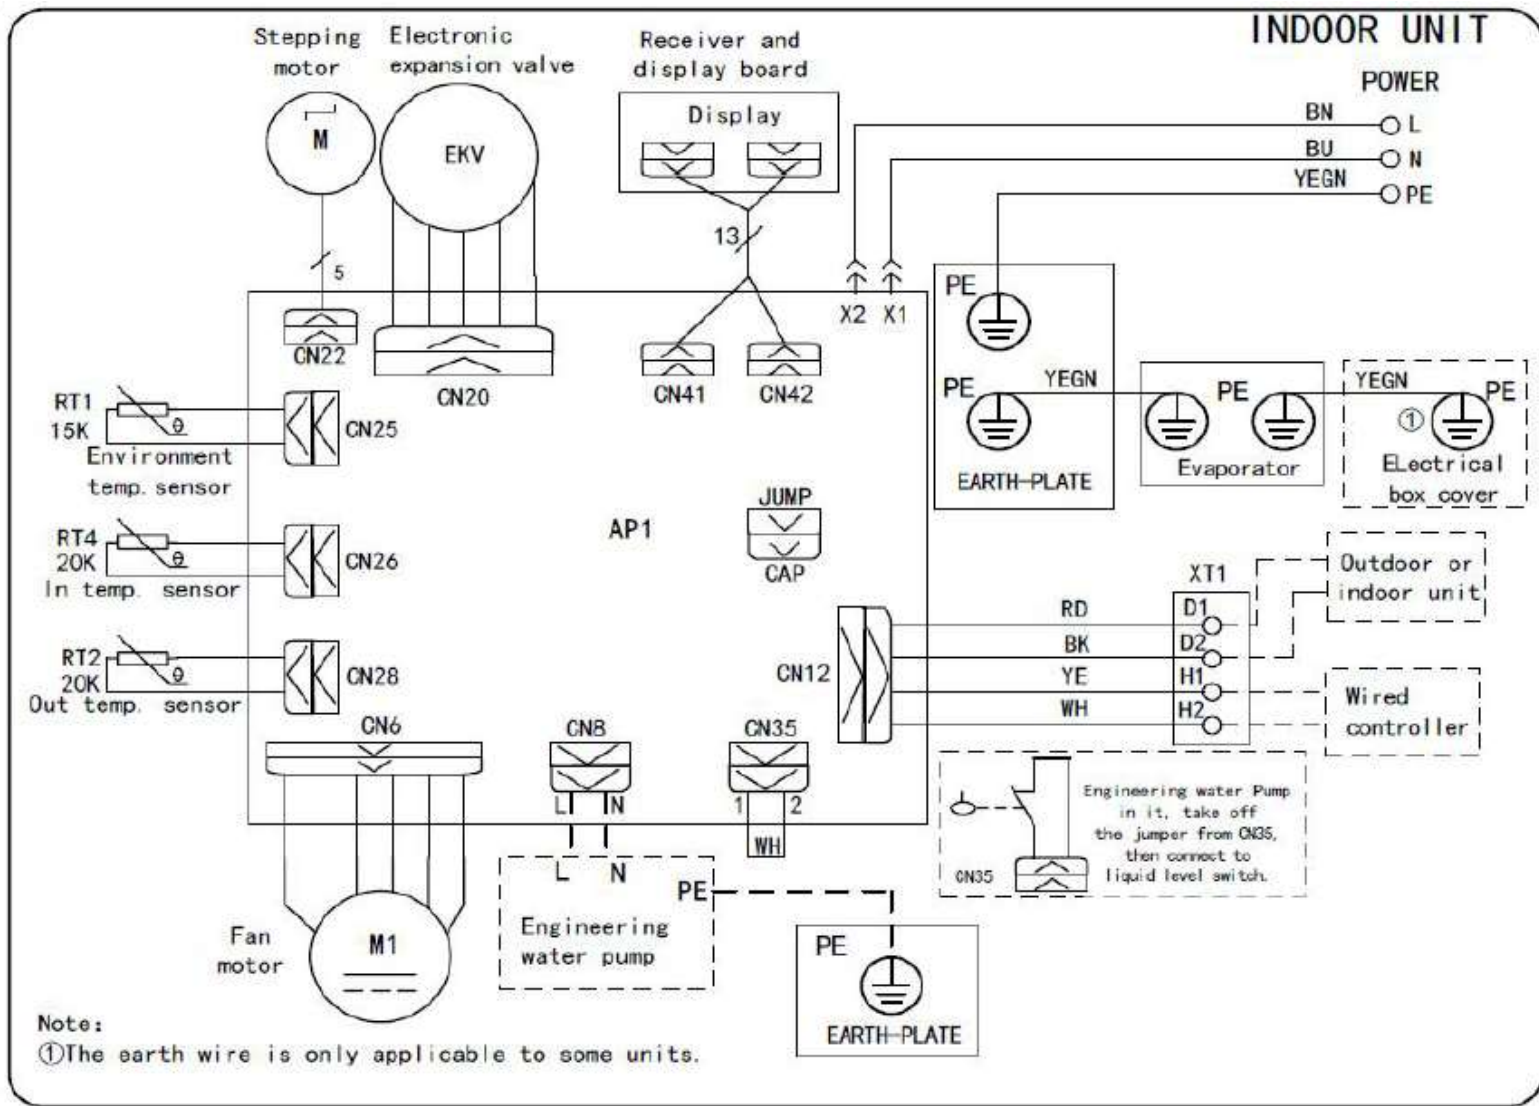 INDOOR UNIT
Stepping
motor
Electronic
expansion valve
Receiver and
display board
POWER
Display
M
EKV
BN
L
BU
N
YEGN
PE
13
5
X2
X1
PE
CN22
CN20
CN41
CN42
PE
YEGN
PE
YEGN
PE
①
EARTH-PLATE
Evaporator
ELectrical
box cover
RT1
15K
CN25
Environment
temp. sensor
JUMP
CAP
AP1
RT4
20K
CN26
In temp. sensor
XT1
Outdoor or
indoor unit
RD
D1
BK
D2
YE
H1
WH
H2
CN12
Wired
controller
RT2
20K
CN28
Out temp. sensor
CN6
CN8
CN35
L
N
1
2
WH
L
N
PE
Engineering
water pump
Engineering water Pump
in it, take off
the jumper from CN35,
then connect to
liquid level switch.
CN35
Fan
motor
M1
PE
EARTH-PLATE
Note:
①The earth wire is only applicable to some units.